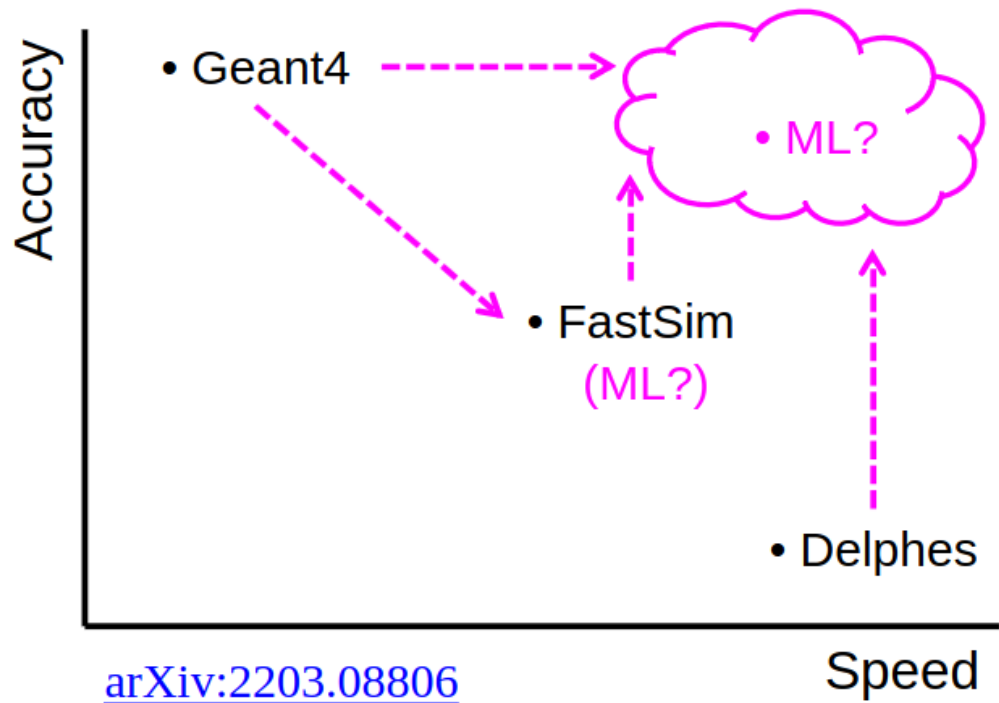 Accuracy
• Geant4
• ML?
• FastSim
(ML?)
• Delphes
Speed
arXiv:2203.08806